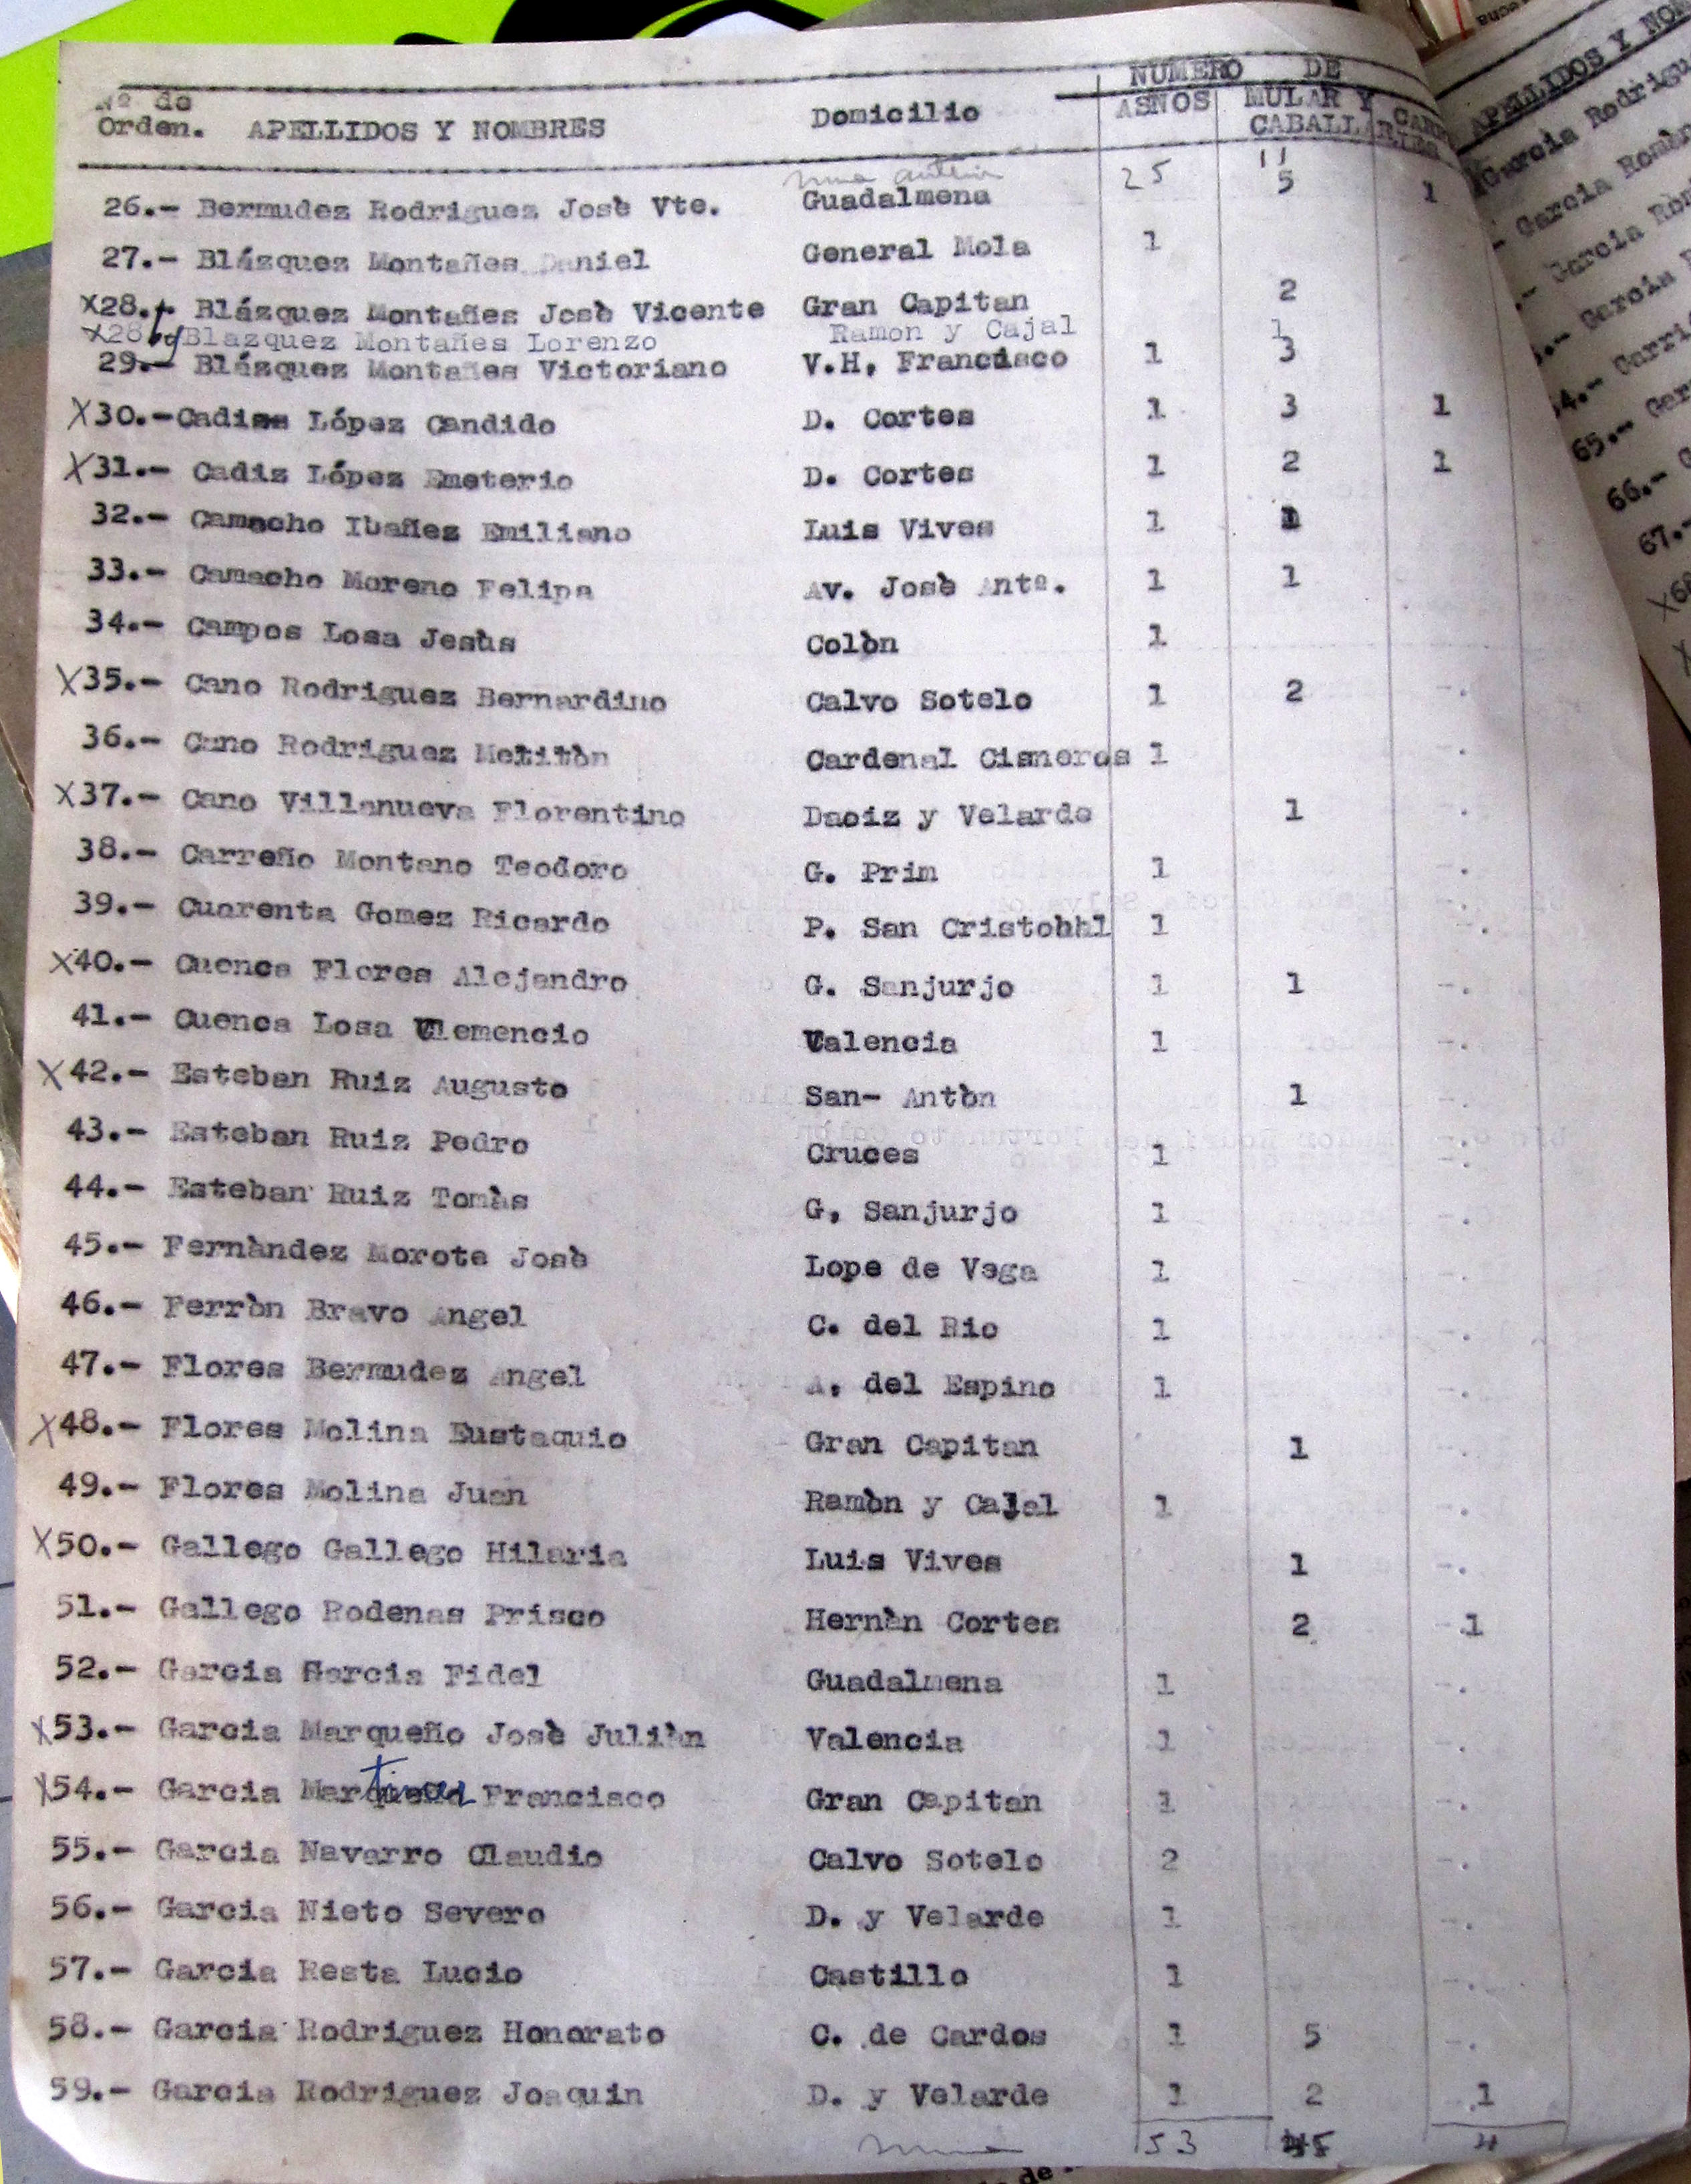 NUMERO DE
Nº de Orden. APELLIDOS Y NOMBRES Domicilio ASNOS MULAR Y CABALL CARR
Suma anterior 25 11
26.- Bermudez Rodriguez Josè Vte. Guadalmena 5 1
27.- Blázquez Montañes Daniel General Mola 1
X28.- Blázquez Montañes Josè Vicente Gran Capitan 2
X28 Blazquez Montañes Lorenzo Ramon y Cajal 1
29.- Blázquez Montañes Victoriano V.H, Francisco 1 3
X30.-Cadiz López Candido D. Cortes 1 3 1
X31.- Cadiz López Emeterio D. Cortes 1 2 1
32.- Camacho Ibañez Emiliano Luis Vives 1
33.- Camacho Moreno Felipa Av. Josè Antº. 1 1
34.- Campos Losa Jesùs Colòn 1
X35.- Cano Rodriguez Bernardino Calvo Sotelo 1 2 -.
36.- Cano Rodriguez Melitòn Cardenal Cisneros 1 -.
X37.- Cano Villanueva Florentino Daoiz y Velarde 1 -.
38.- Carreño Montano Teodoro G. Prim 1 -.
39.- Cuarenta Gomez Ricardo P. San Cristobal 1 -.
X40.- Cuenca Flores Alejandro G. Sanjurjo 1 1 -.
41.- Cuenca Losa Clemencio Valencia 1 -.
X42.- Esteban Ruiz Augusto San- Antòn 1 -.
43.- Esteban Ruiz Pedro Cruces 1 -.
44.- Esteban Ruiz Tomàs G, Sanjurjo 1 -.
45.- Fernàndez Morote Josè Lope de Vega 1 -.
46.- Ferròn Bravo Angel C. del Rio 1 -.
47.- Flores Bermudez Angel A. del Espino 1 -.
X48.- Flores Molina Eustaquio Gran Capitan 1 -.
49.- Flores Molina Juan Ramòn y Cajal 1 -.
X50.- Gallego Gallego Hilaria Luis Vives 1 -.
51.- Gallego Rodenas Prisco Hernàn Cortes 2 -.1
52.- Garcia Garcia Fidel Guadalmena 1 -.
X53.- Garcia Marqueño Josè Juliàn Valencia 1 -.
X54.- Garcia Martinez Francisco Gran Capitan 1 -.
55.- Garcia Navarro Claudio Calvo Sotelo 2 -.
56.- Garcia Nieto Severo D. y Velarde 1 -.
57.- Garcia Resta Lucio Castillo 1 -.
58.- Garcia Rodriguez Honorato C. de Cardos 1 5 -.
59.- Garcia Rodriguez Joaquin D. y Velarde 1 2 1
Suma 53 4
APELLIDOS Y NOM
Garcia Rodrigu
- Garcia Romàn
.- Garcia Ro
.- Garcia
4.- Garri
65.- Gar
66.-
67.-
X68